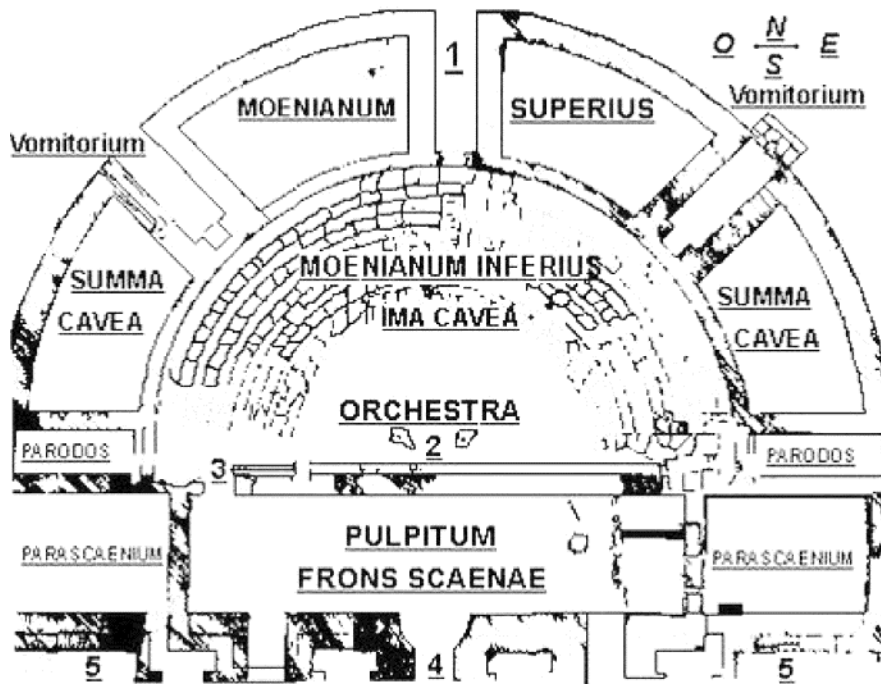 1
O N E
S
MOENIANUM
SUPERIUS
Vomitorium
Vomitorium
SUMMA
CAVEA
MOENIANUM INFERIUS
IMA CAVEA
SUMMA
CAVEA
ORCHESTRA
2
PARODOS
3
PARODOS
PULPITUM
FRONS SCAENAE
PARASCAENIUM
PARASCAENIUM
5
4
5